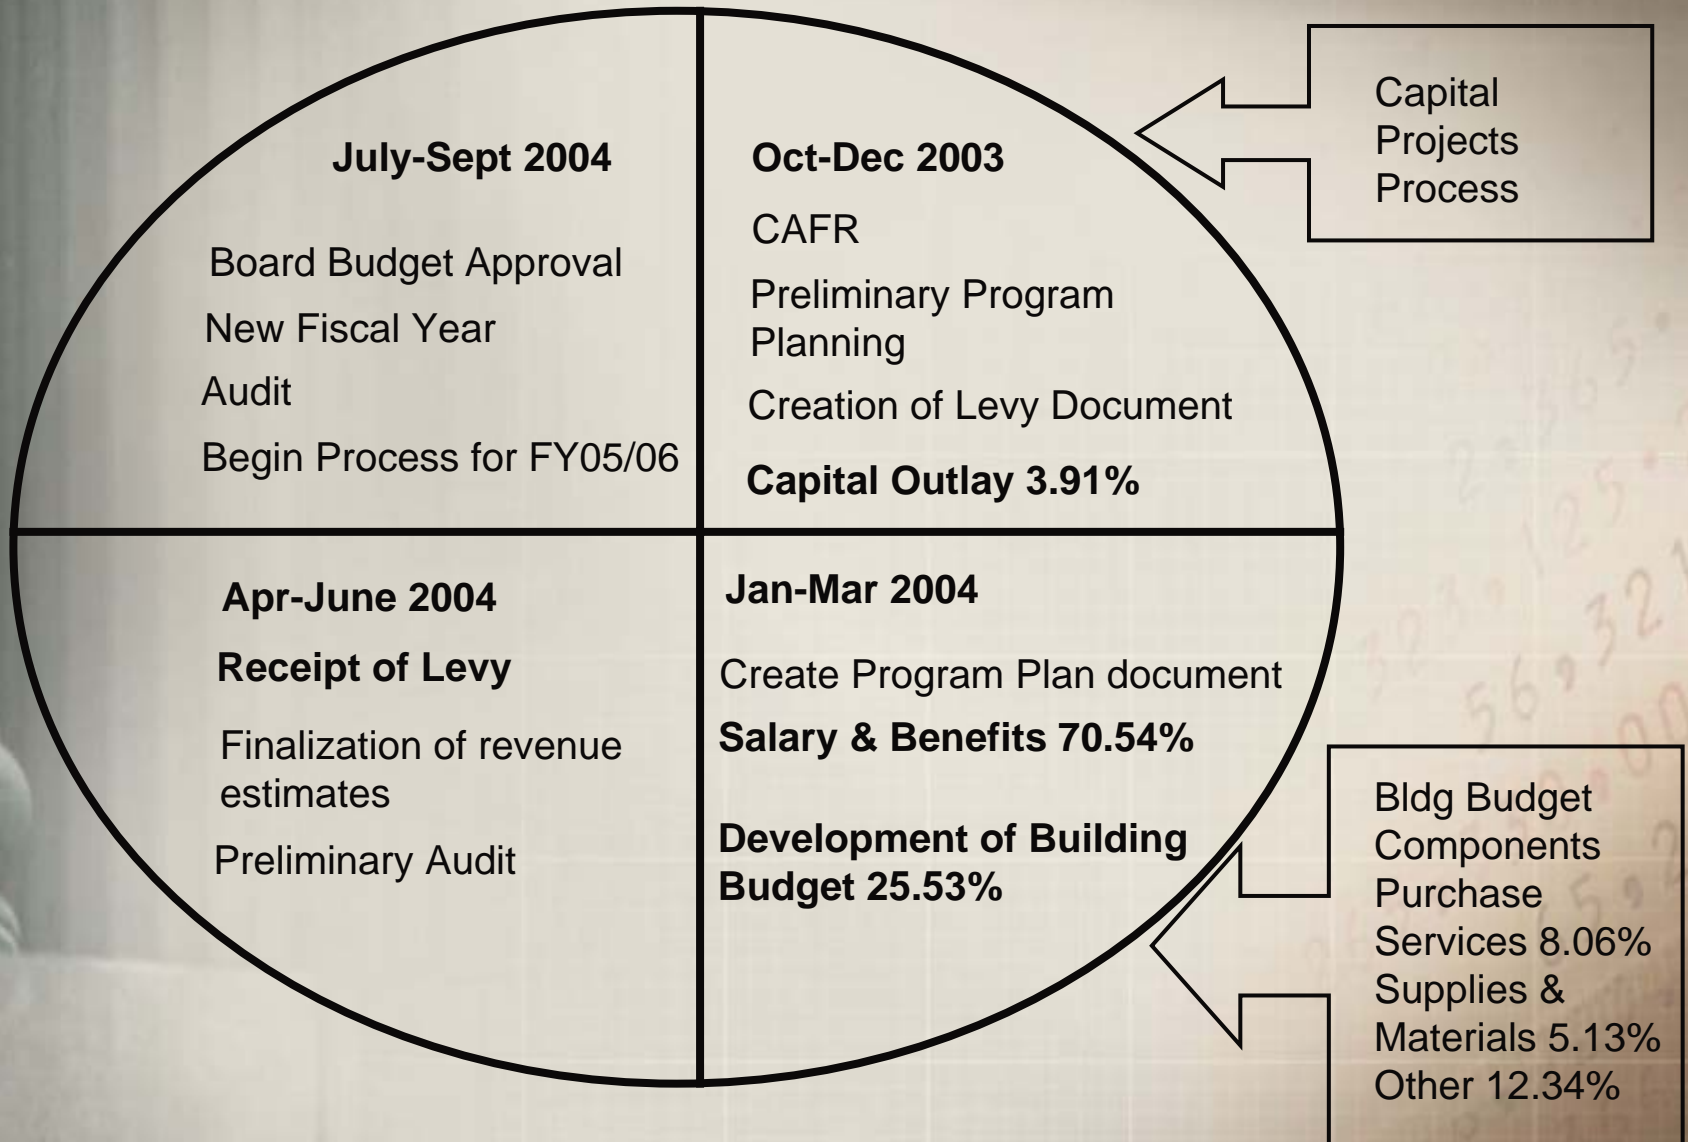 July-Sept 2004
Board Budget Approval
New Fiscal Year
Audit
Begin Process for FY05/06
Oct-Dec 2003
CAFR
Preliminary Program
Planning
Creation of Levy Document
Capital Outlay 3.91%
Capital
Projects
Process
Apr-June 2004
Receipt of Levy
Finalization of revenue
estimates
Preliminary Audit
Jan-Mar 2004
Create Program Plan document
Salary & Benefits 70.54%
Development of Building
Budget 25.53%
Bldg Budget
Components
Purchase
Services 8.06%
Supplies &
Materials 5.13%
Other 12.34%